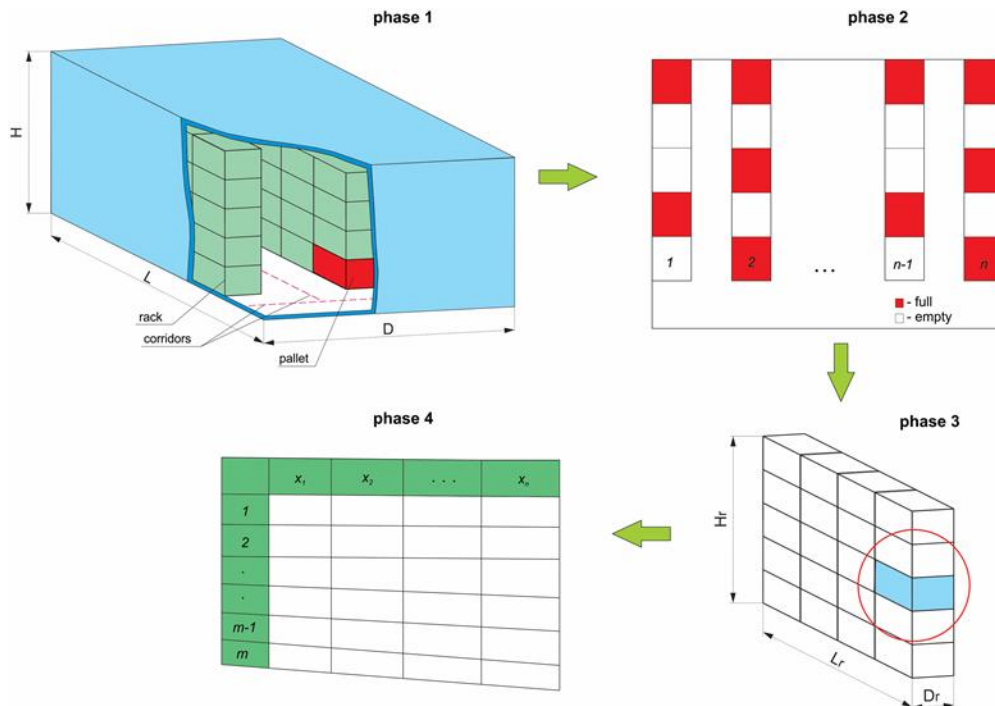 phase 1
H
L
D
rack
corridors
pallet
phase 2
1
2
...
n-1
n
- full
- empty
phase 3
Hr
Lr
Dr
phase 4
x1 x2 . . . xn
1
2
.
.
m-1
m